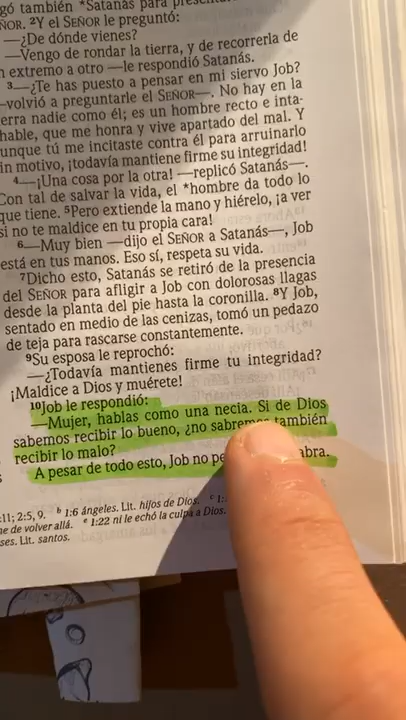 gó también *Satanás para
ÑOR. ²Y el SEÑOR le preguntó:
—¿De dónde vienes?
—Vengo de rondar la tierra, y de recorrerla de
extremo a otro —le respondió Satanás.
³—¿Te has puesto a pensar en mi siervo Job?
—volvió a preguntarle el SEÑOR—. No hay en la
erra nadie como él; es un hombre recto e inta-
hable, que me honra y vive apartado del mal. Y
unque tú me incitaste contra él para arruinarlo
in motivo, ¡todavía mantiene firme su integridad!
⁴—¡Una cosa por la otra! —replicó Satanás—.
Con tal de salvar la vida, el *hombre da todo lo
que tiene. ⁵Pero extiende la mano y hiérelo, ¡a ver
si no te maldice en tu propia cara!
⁶—Muy bien —dijo el SEÑOR a Satanás—, Job
está en tus manos. Eso sí, respeta su vida.
⁷Dicho esto, Satanás se retiró de la presencia
del SEÑOR para afligir a Job con dolorosas llagas
desde la planta del pie hasta la coronilla. ⁸Y Job,
sentado en medio de las cenizas, tomó un pedazo
de teja para rascarse constantemente.
⁹Su esposa le reprochó:
—¿Todavía mantienes firme tu integridad?
¡Maldice a Dios y muérete!
¹⁰Job le respondió:
—Mujer, hablas como una necia. Si de Dios
sabemos recibir lo bueno, ¿no sabremos también
recibir lo malo?
A pesar de todo esto, Job no pe abra.
:11; 2:5, 9. ᵇ 1:6 ángeles. Lit. hijos de Dios. ᶜ 1:
ne de volver allá. ᵉ 1:22 ni le echó la culpa a Dios.
ses. Lit. santos.